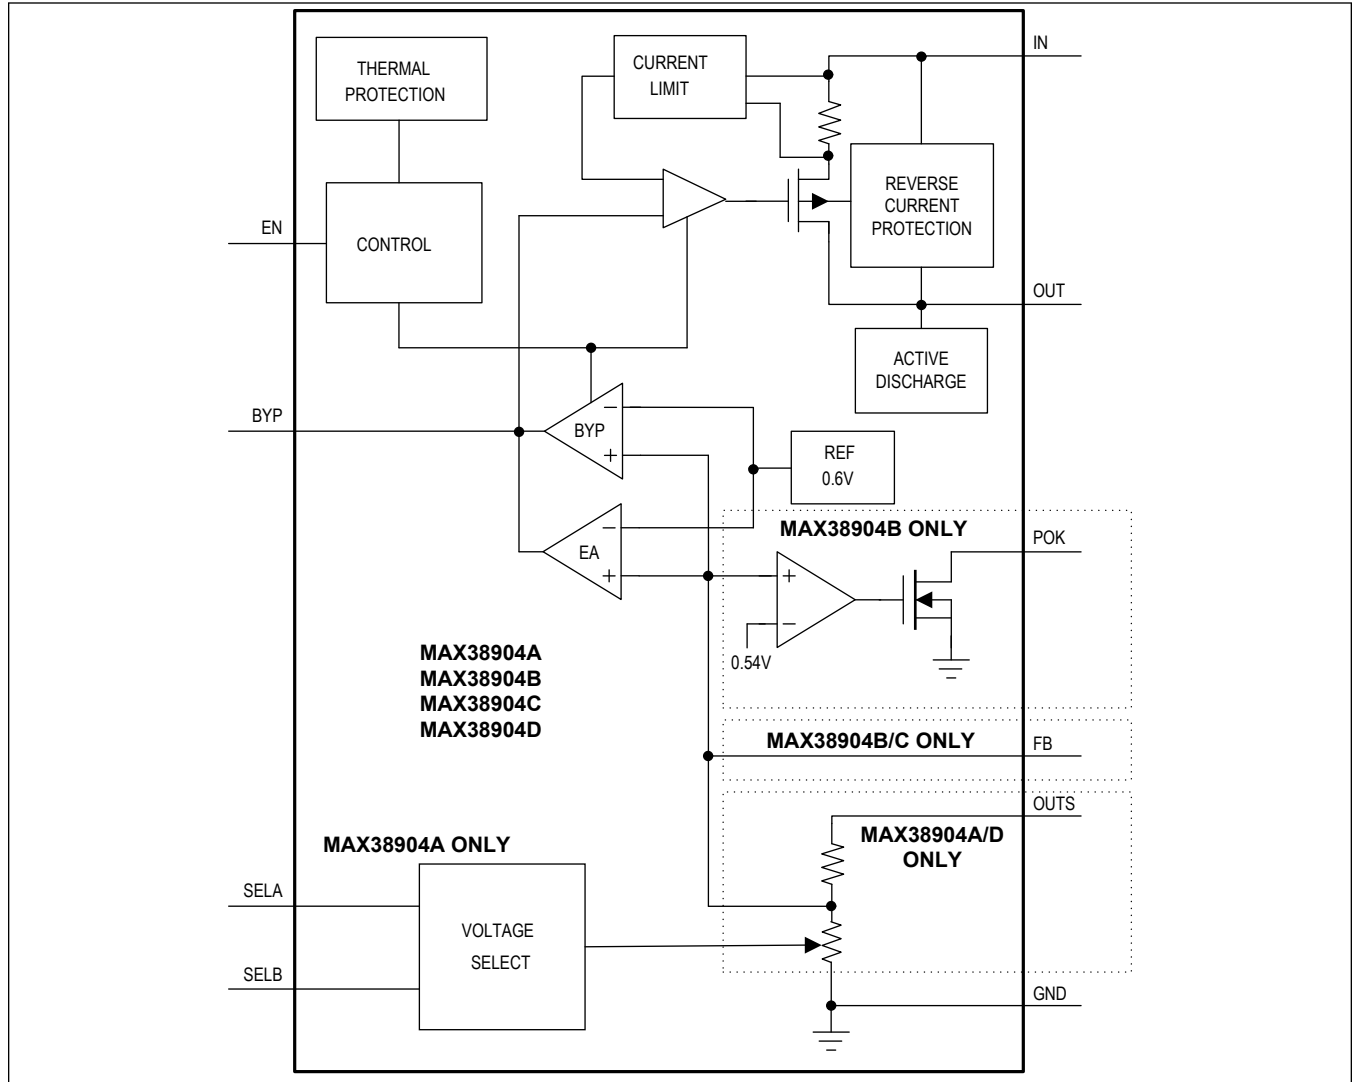 IN
THERMAL
PROTECTION
CURRENT
LIMIT
REVERSE
CURRENT
PROTECTION
EN
CONTROL
OUT
ACTIVE
DISCHARGE
BYP
−
BYP
+
REF
0.6V
MAX38904B ONLY
−
EA
+
POK
+
−
0.54V
MAX38904A
MAX38904B
MAX38904C
MAX38904D
MAX38904B/C ONLY
FB
OUTS
MAX38904A/D
ONLY
MAX38904A ONLY
SELA
VOLTAGE
SELECT
SELB
GND